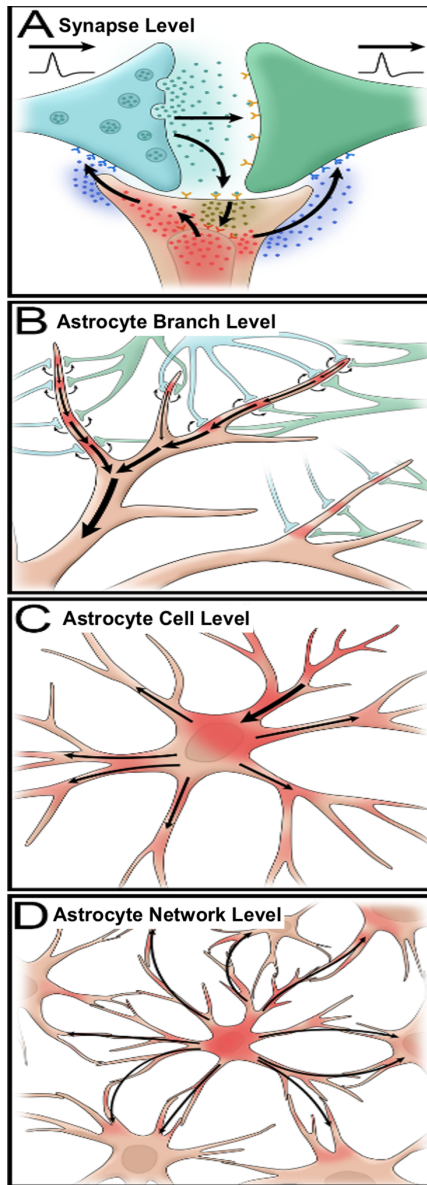 A Synapse Level
B Astrocyte Branch Level
C Astrocyte Cell Level
D Astrocyte Network Level